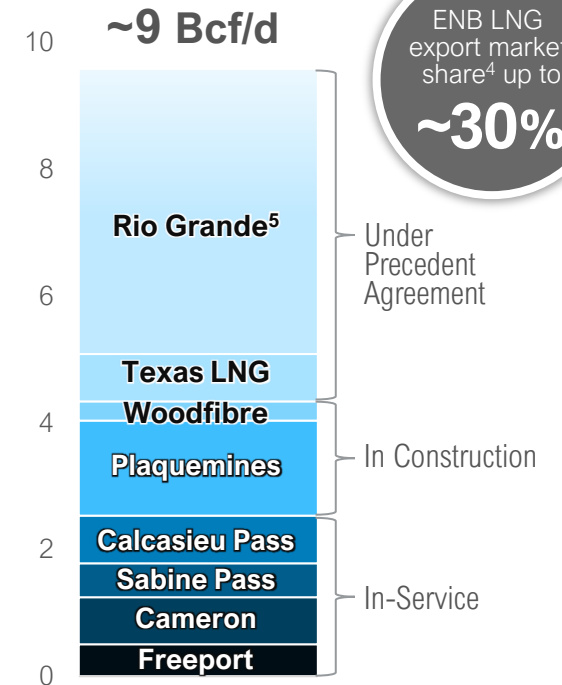 ~9 Bcf/d
ENB LNG
export market
share4 up to
~30%
10
8
6
4
2
0
Rio Grande5
Texas LNG
Woodfibre
Plaquemines
Calcasieu Pass
Sabine Pass
Cameron
Freeport
Under
Precedent
Agreement
In Construction
In-Service